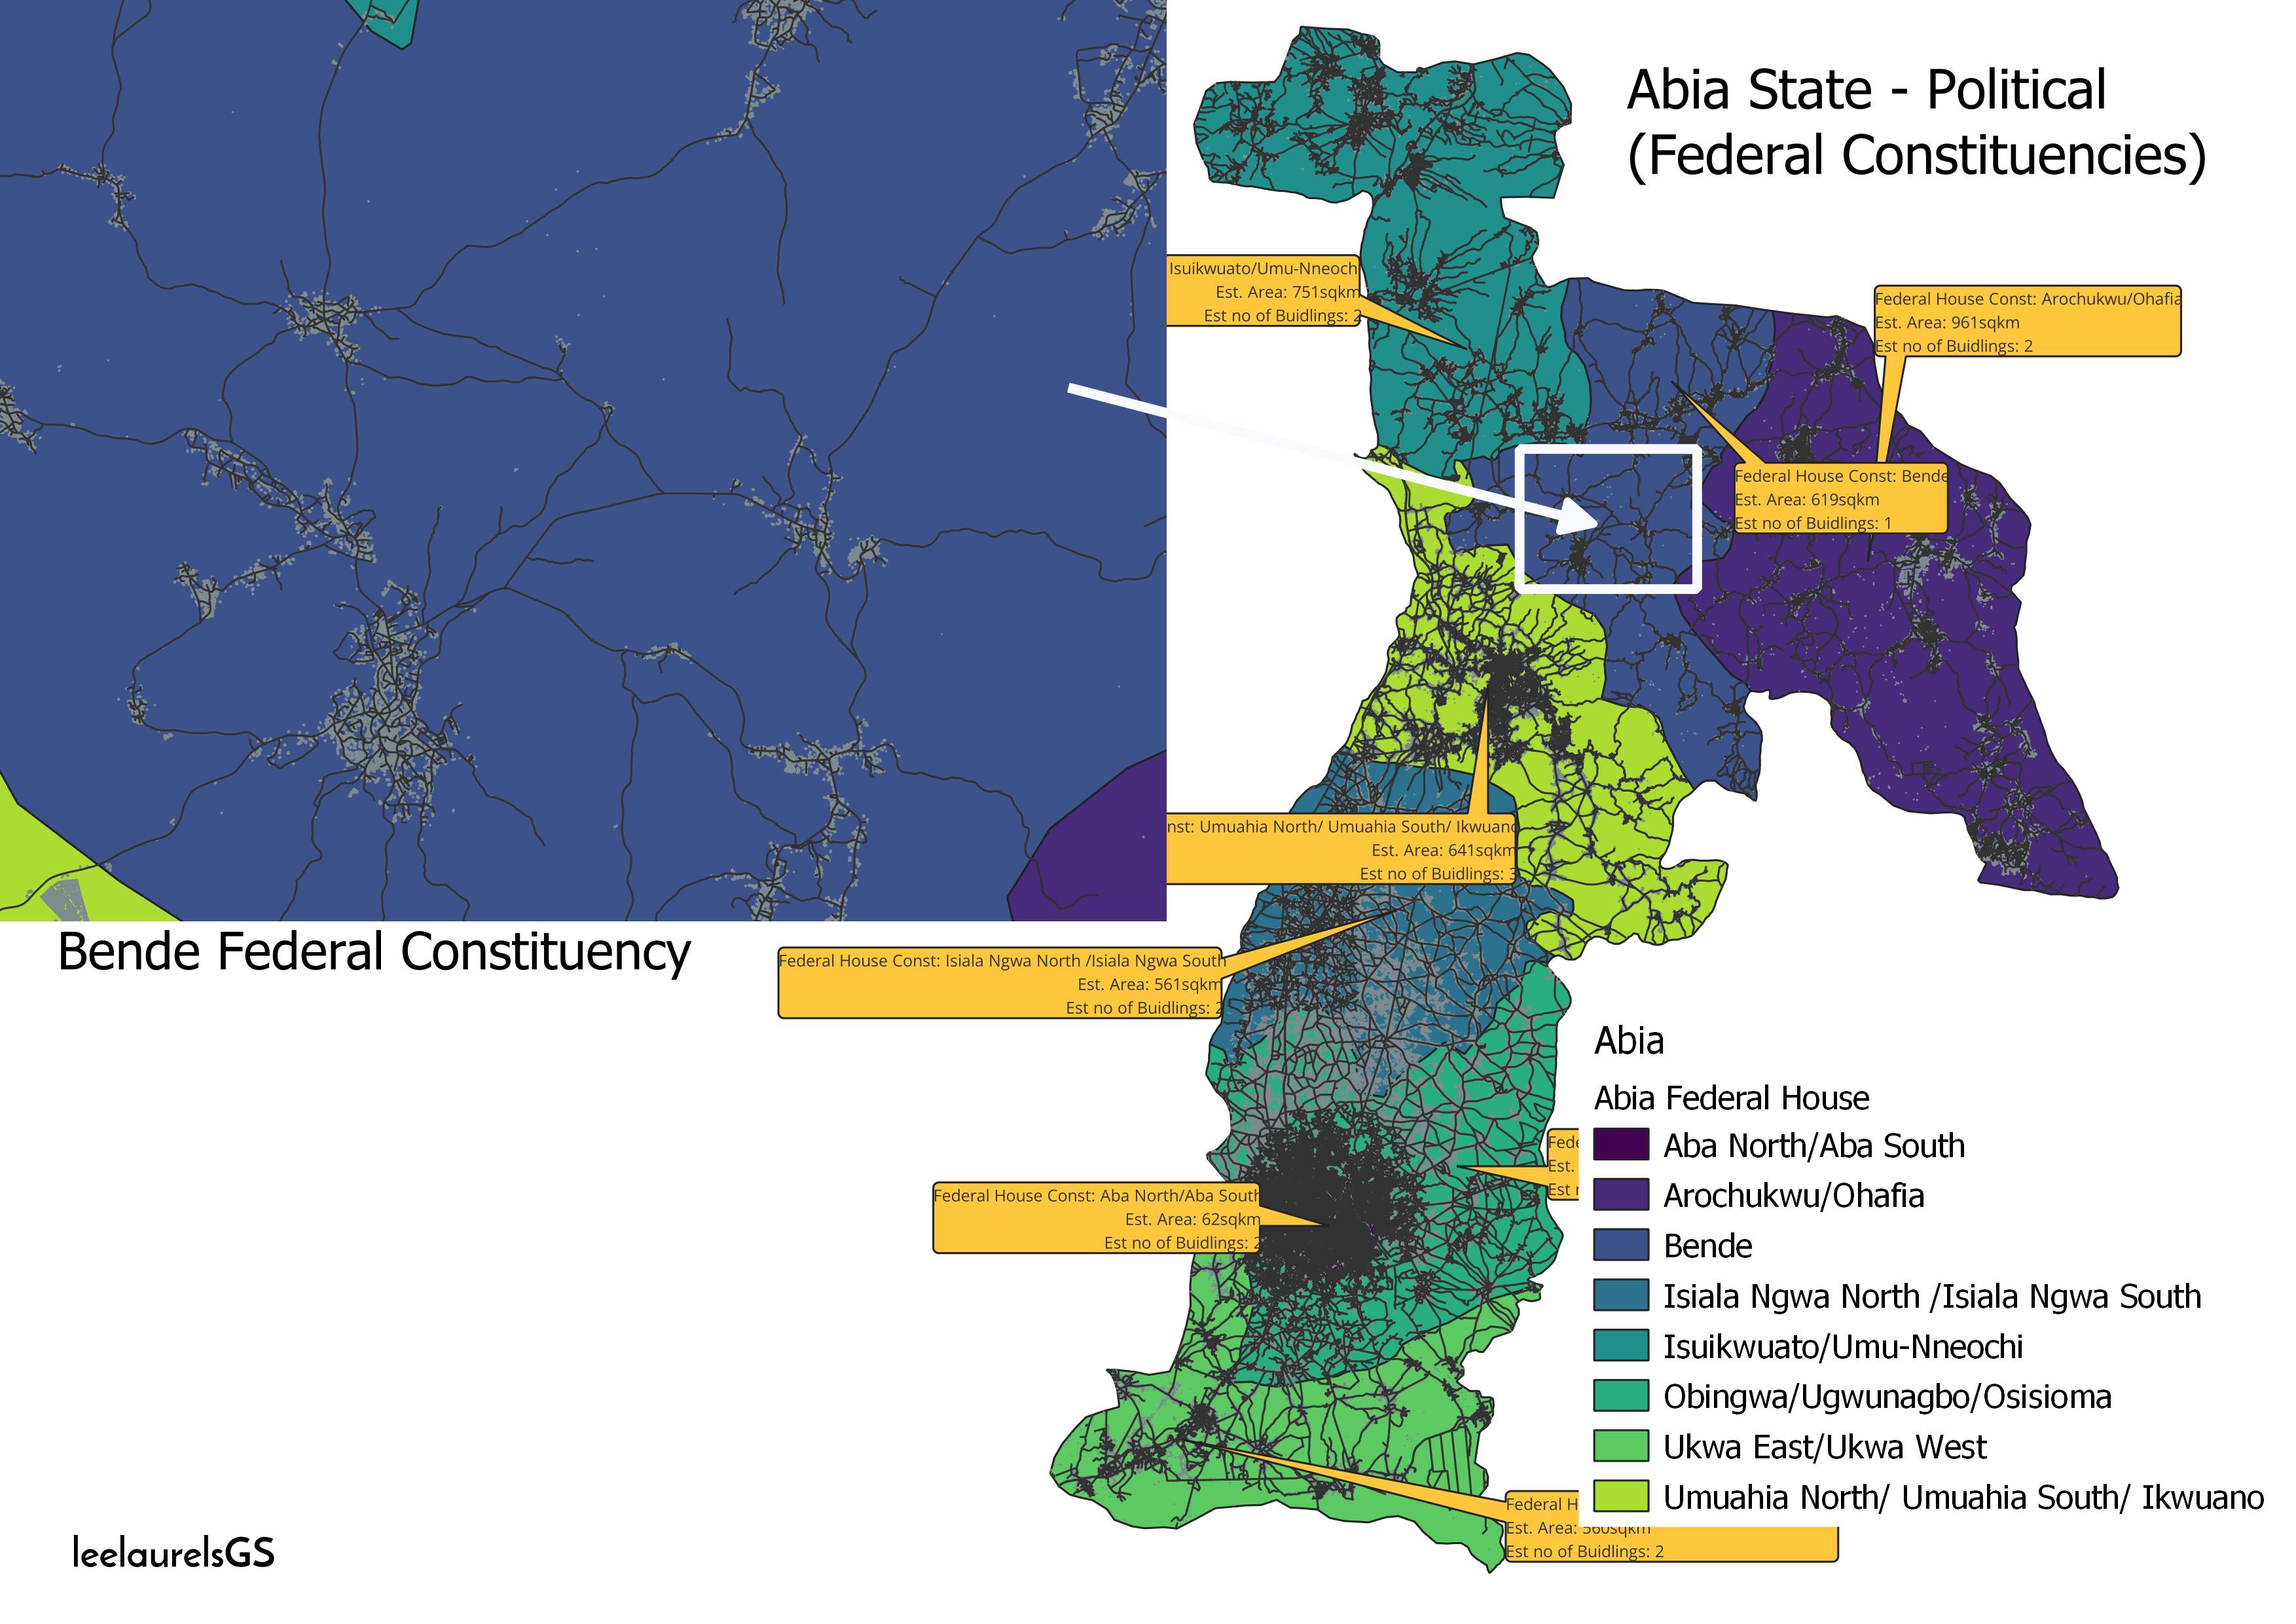 Abia State - Political
(Federal Constituencies)
Isuikwuato/Umu-Nneoch
Est. Area: 751sqkm
Est no of Buidlings: 2
Federal House Const: Arochukwu/Ohafia
Est. Area: 961sqkm
Est no of Buidlings: 2
Federal House Const: Bende
Est. Area: 619sqkm
Est no of Buidlings: 1
nst: Umuahia North/ Umuahia South/ Ikwuano
Est. Area: 641sqkm
Est no of Buidlings: 3
Bende Federal Constituency
Federal House Const: Isiala Ngwa North /Isiala Ngwa South
Est. Area: 561sqkm
Est no of Buidlings: 2
Fede
Est.
Est
Federal House Const: Aba North/Aba South
Est. Area: 62sqkm
Est no of Buidlings: 2
Abia
Abia Federal House
Aba North/Aba South
Arochukwu/Ohafia
Bende
Isiala Ngwa North /Isiala Ngwa South
Isuikwuato/Umu-Nneochi
Obingwa/Ugwunagbo/Osisioma
Ukwa East/Ukwa West
Umuahia North/ Umuahia South/ Ikwuano
Federal H
Est. Area: 560sqkm
Est no of Buidlings: 2
leelaurelsGS